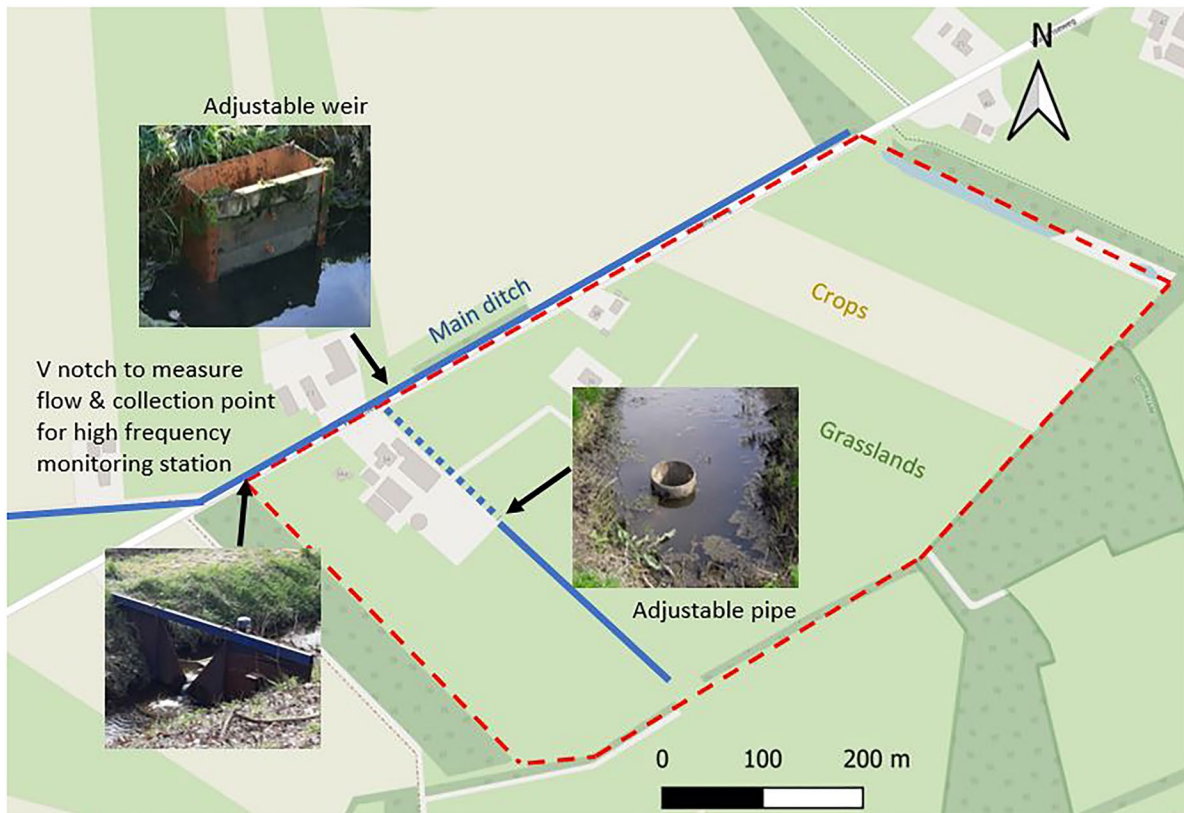 N
Adjustable weir
Main ditch
Crops
V notch to measure
flow & collection point
for high frequency
monitoring station
Grasslands
Adjustable pipe
0 100 200 m